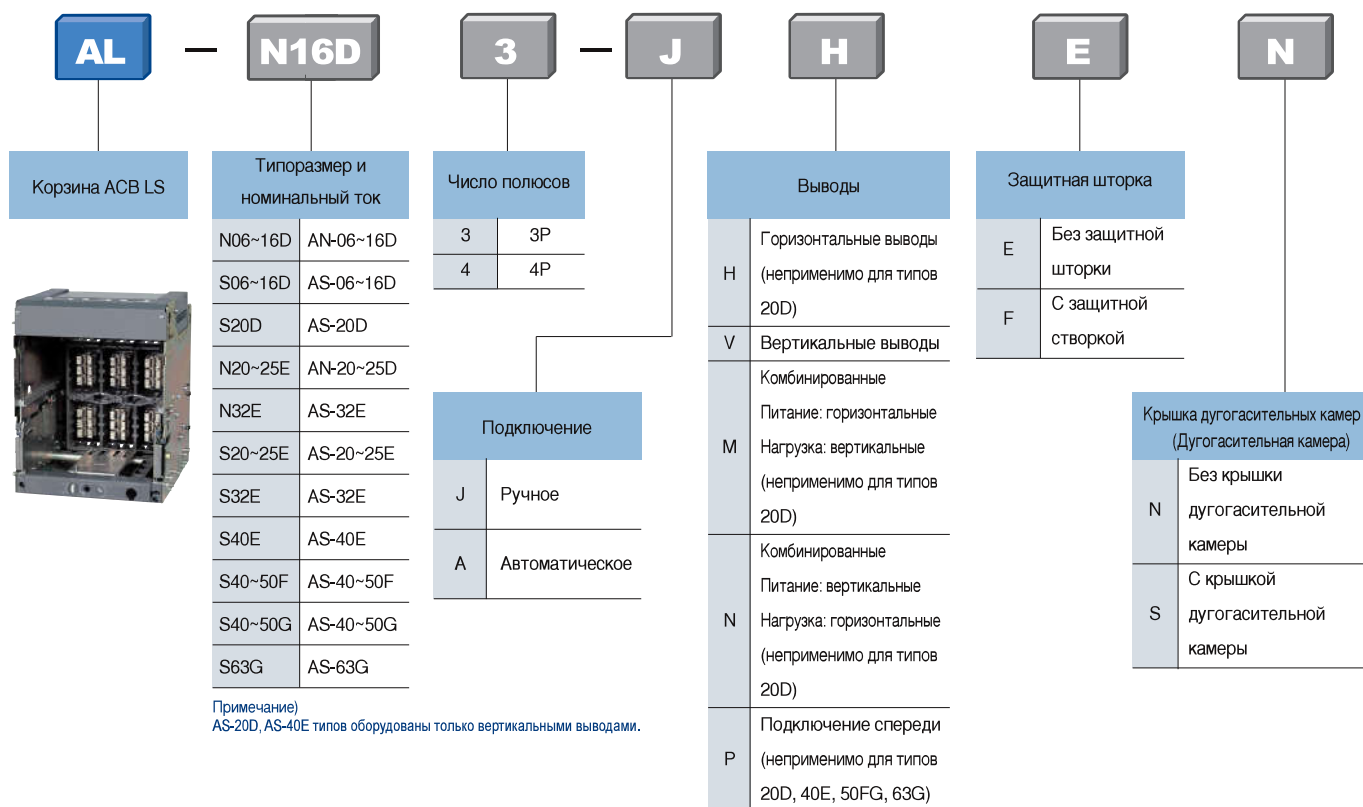 AL – N16D 3 – J H E N
Корзина ACB LS
Типоразмер и
номинальный ток
N06~16D AN-06~16D
S06~16D AS-06~16D
S20D AS-20D
N20~25E AN-20~25D
N32E AS-32E
S20~25E AS-20~25E
S32E AS-32E
S40E AS-40E
S40~50F AS-40~50F
S40~50G AS-40~50G
S63G AS-63G
Примечание)
AS-20D, AS-40E типов оборудованы только вертикальными выводами.
Число полюсов
3 3P
4 4P
Подключение
J Ручное
A Автоматическое
Выводы
H Горизонтальные выводы
(неприменимо для типов
20D)
V Вертикальные выводы
M Комбинированные
Питание: горизонтальные
Нагрузка: вертикальные
(неприменимо для типов
20D)
N Комбинированные
Питание: вертикальные
Нагрузка: горизонтальные
(неприменимо для типов
20D)
P Подключение спереди
(неприменимо для типов
20D, 40E, 50FG, 63G)
Защитная шторка
E Без защитной
шторки
F С защитной
створкой
Крышка дугогасительных камер
(Дугогасительная камера)
N Без крышки
дугогасительной
камеры
S С крышкой
дугогасительной
камеры